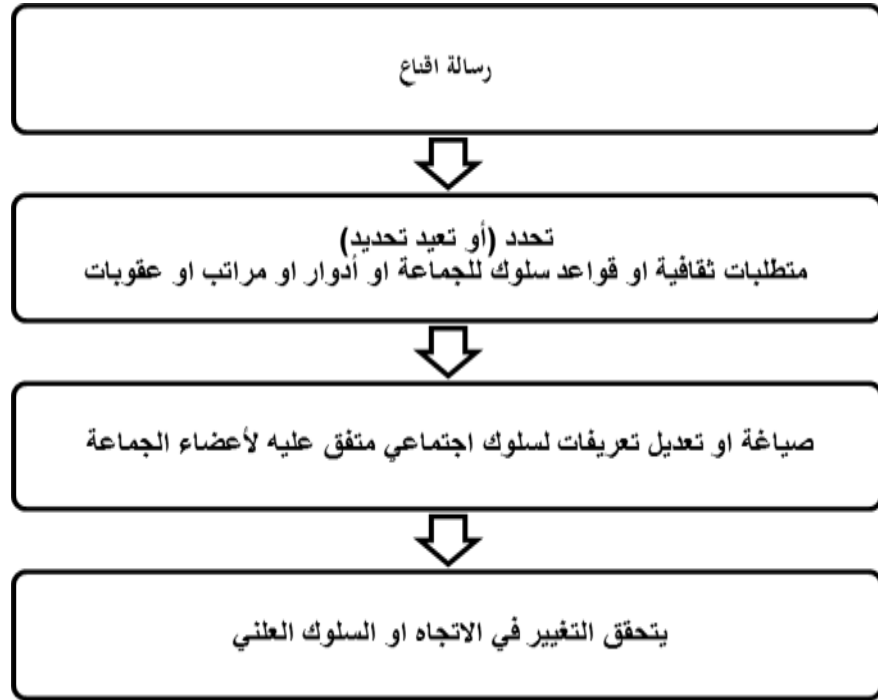 رسالة اقناع
تحدد (أو تعيد تحديد)
متطلبات ثقافية او قواعد سلوك للجماعة او أدوار او مراتب او عقوبات
صياغة او تعديل تعريفات لسلوك اجتماعي متفق عليه لأعضاء الجماعة
يتحقق التغيير في الاتجاه او السلوك العلني